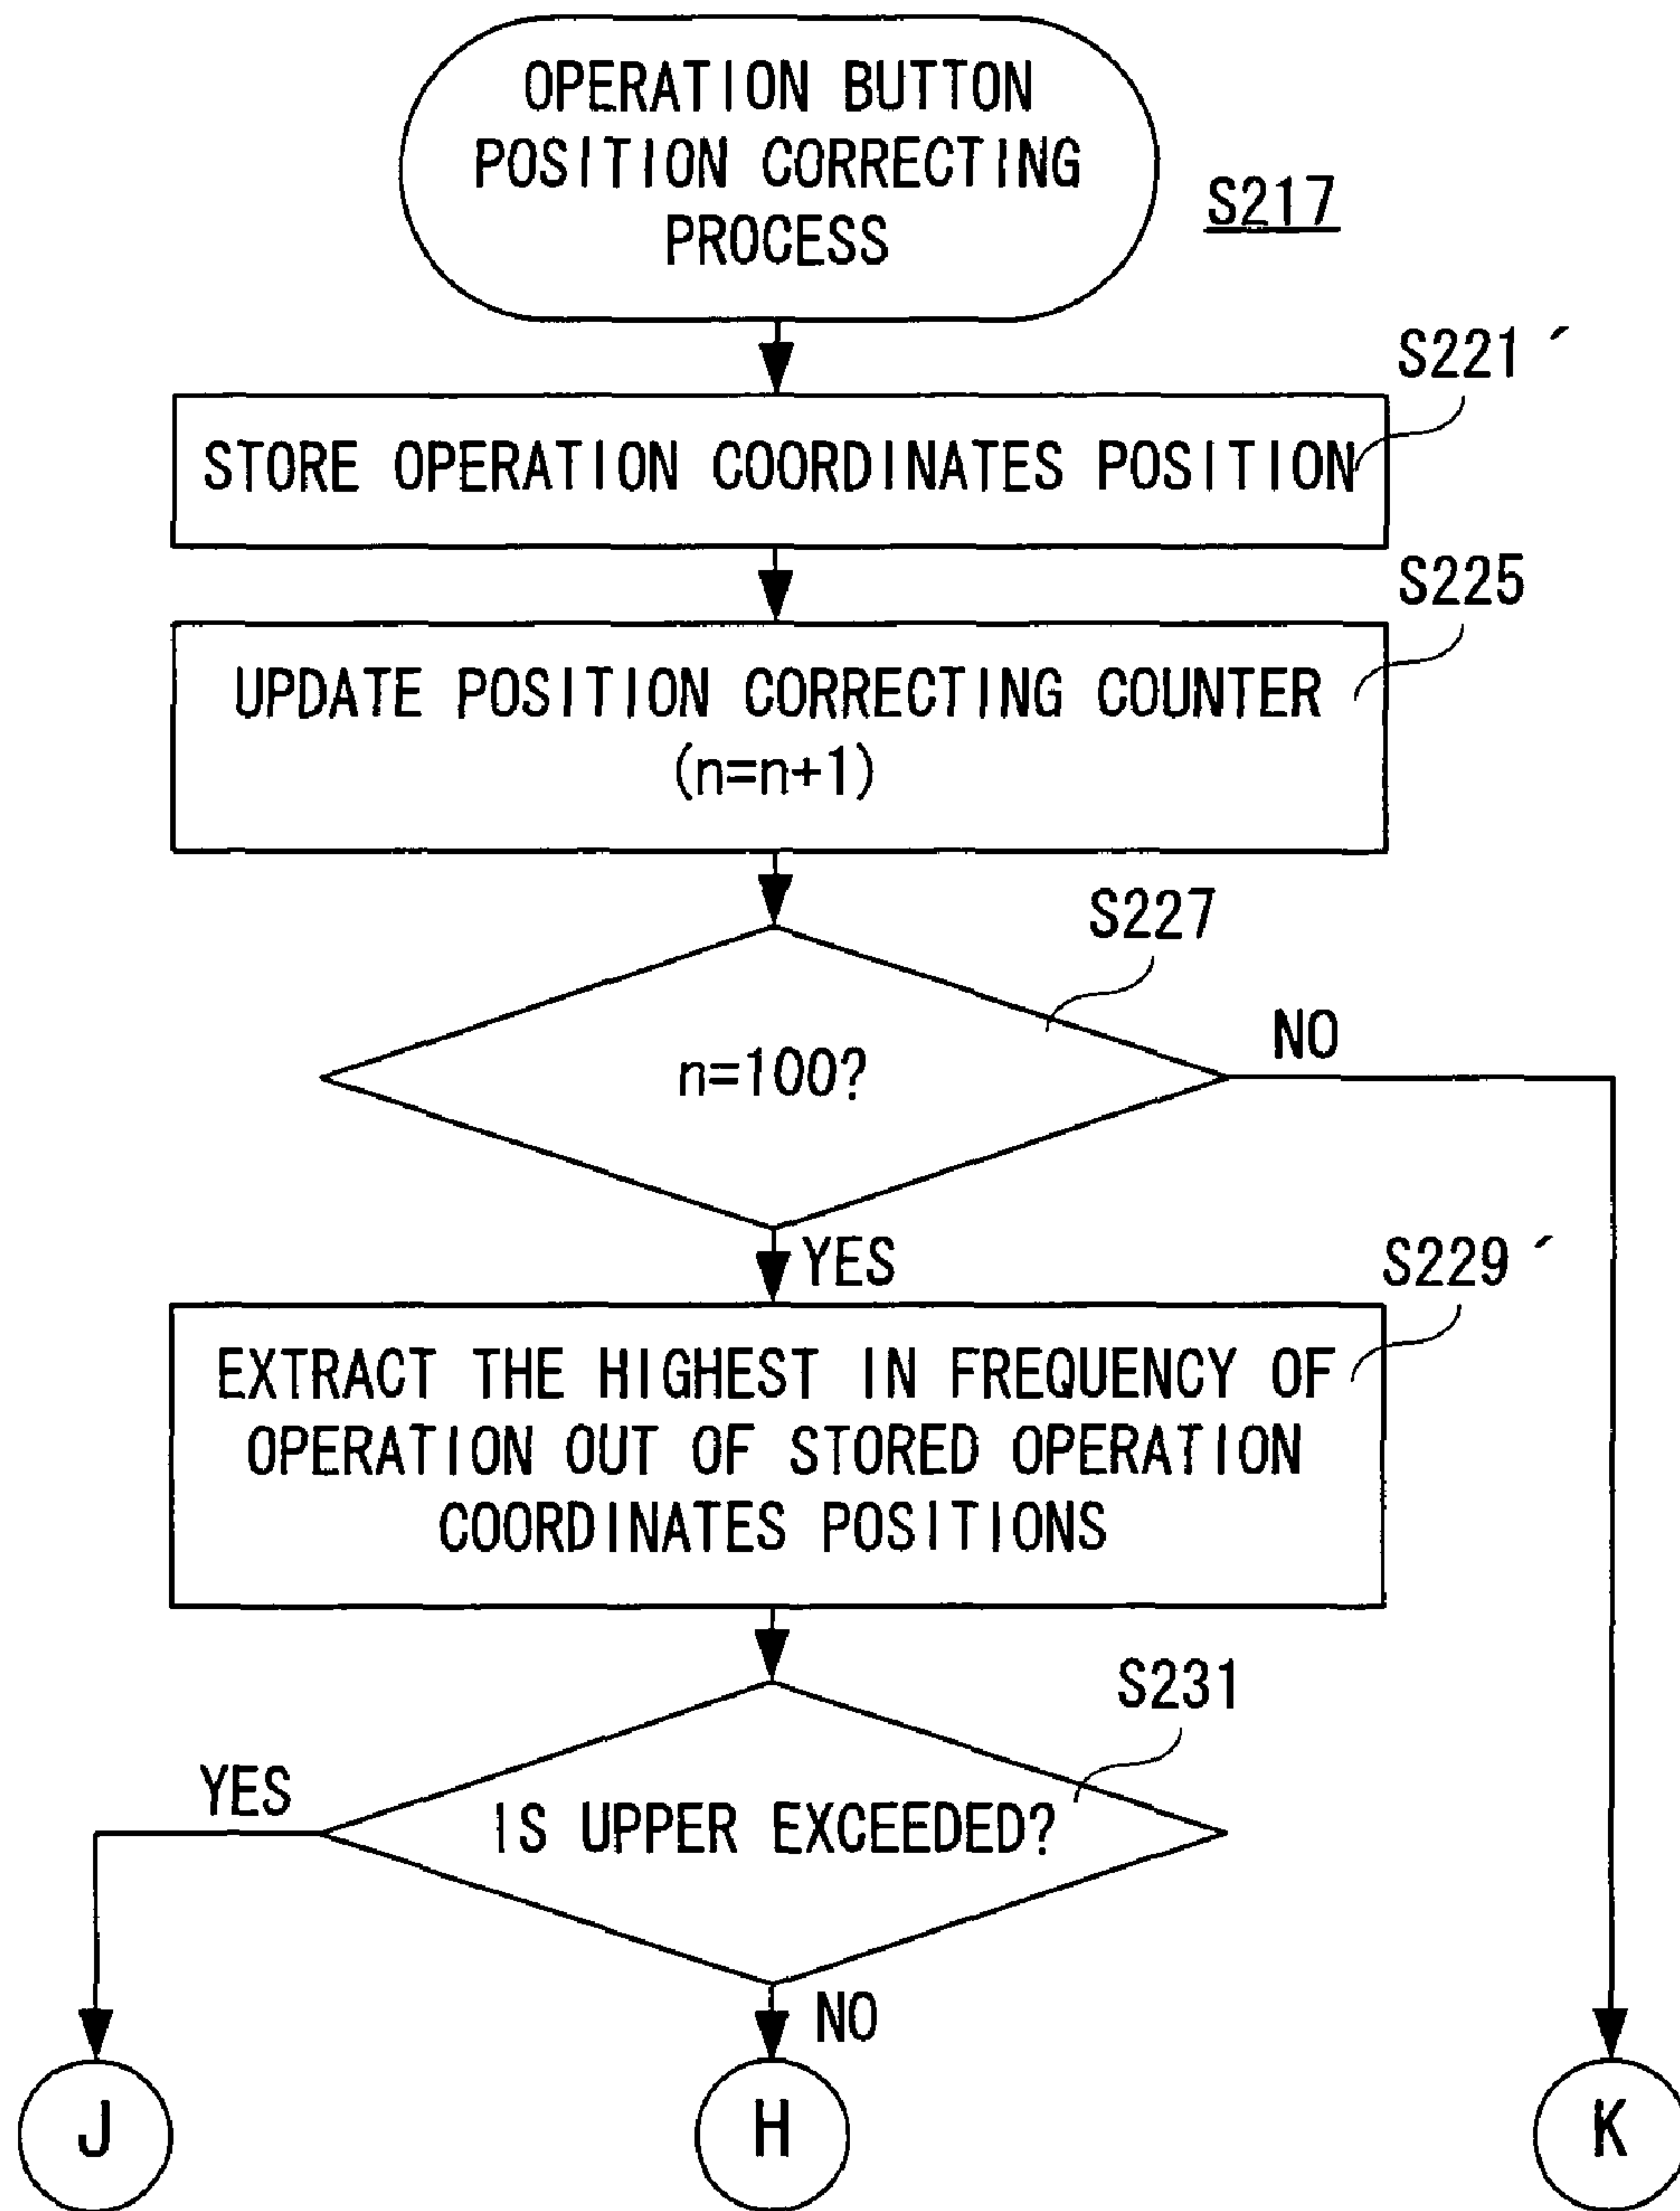 OPERATION BUTTON
POSITION CORRECTING
PROCESS
S217
S221´
STORE OPERATION COORDINATES POSITION
S225
UPDATE POSITION CORRECTING COUNTER
(n=n+1)
S227
n=100?
NO
YES
S229´
EXTRACT THE HIGHEST IN FREQUENCY OF
OPERATION OUT OF STORED OPERATION
COORDINATES POSITIONS
S231
YES
IS UPPER EXCEEDED?
NO
J
H
K